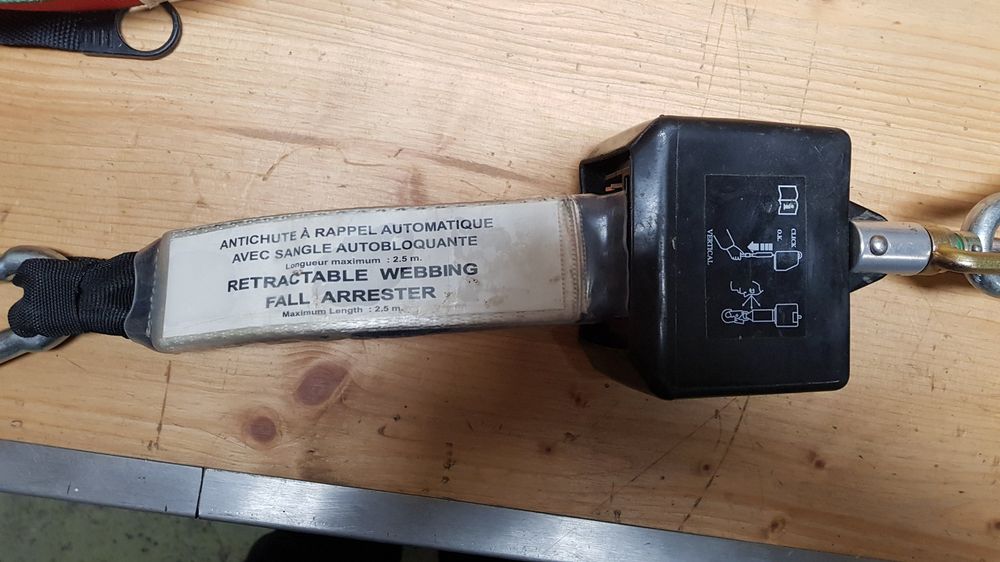 ANTICHUTE À RAPPEL AUTOMATIQUE
AVEC SANGLE AUTOBLOQUANTE
Longueur maximum : 2.5 m.
RETRACTABLE WEBBING
FALL ARRESTER
Maximum Length : 2.5 m.
CLICK
O.K.
VERTICAL